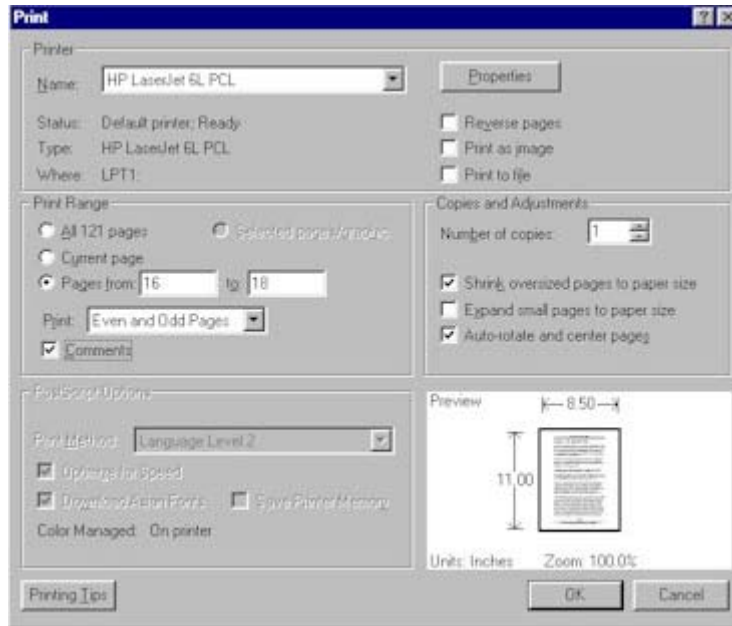 Print
Printer
Name: HP LaserJet 6L PCL
Properties
Status: Default printer; Ready
Type: HP LaserJet 6L PCL
Where: LPT1:
Reverse pages
Print as image
Print to file
Print Range
All 121 pages
Selected pages/graphic
Current page
Pages from: 16 to: 18
Print: Even and Odd Pages
Comments
Copies and Adjustments
Number of copies: 1
Shrink oversized pages to paper size
Expand small pages to paper size
Auto-rotate and center pages
PostScript Options
Print Method: Language Level 2
Optimize for Speed
Download Asian Fonts
Save Printer Memory
Color Managed: On printer
Preview
8.50
11.00
Units: Inches Zoom: 100.0%
Printing Tips
OK
Cancel